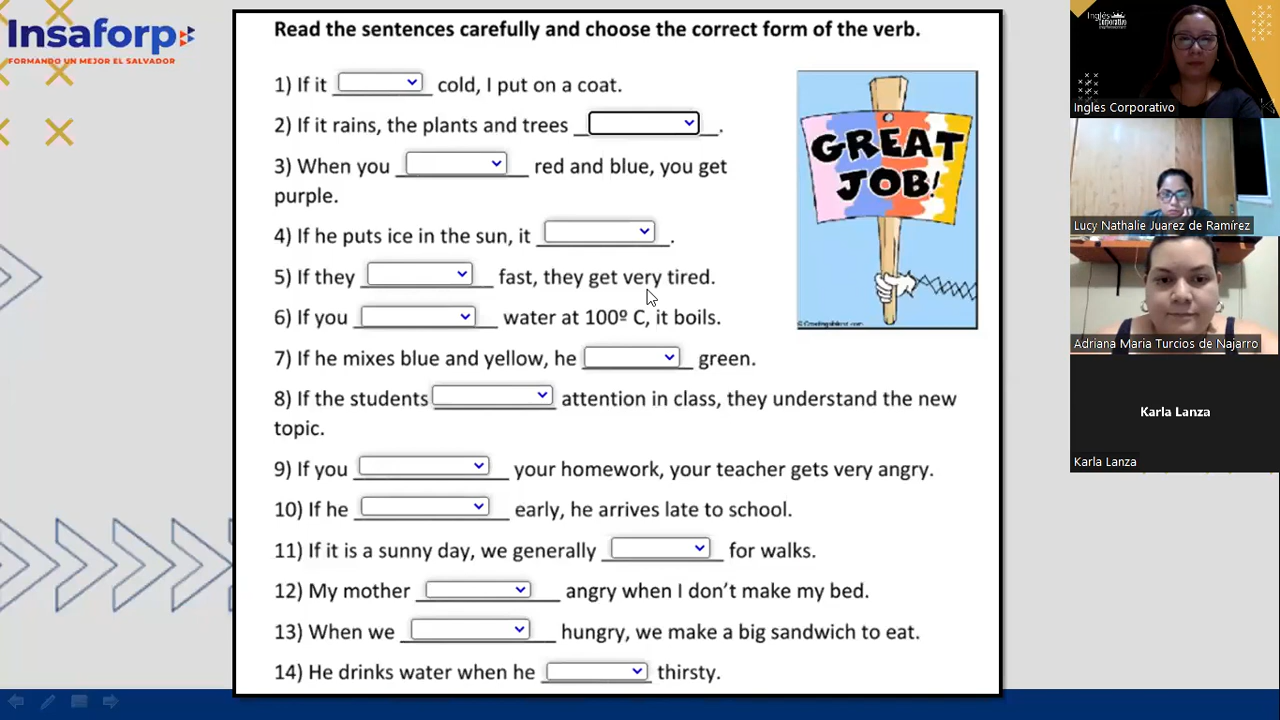 Insaforp
FORMANDO UN MEJOR EL SALVADOR
Read the sentences carefully and choose the correct form of the verb.
1) If it cold, I put on a coat.
2) If it rains, the plants and trees .
3) When you red and blue, you get
purple.
4) If he puts ice in the sun, it .
5) If they fast, they get very tired.
6) If you water at 100º C, it boils.
7) If he mixes blue and yellow, he green.
8) If the students attention in class, they understand the new
topic.
9) If you your homework, your teacher gets very angry.
10) If he early, he arrives late to school.
11) If it is a sunny day, we generally for walks.
12) My mother angry when I don't make my bed.
13) When we hungry, we make a big sandwich to eat.
14) He drinks water when he thirsty.
GREAT
JOB!
Inglés
Corporativo
Ingles Corporativo
Lucy Nathalie Juarez de Ramírez
Adriana Maria Turcios de Najarro
Karla Lanza
Karla Lanza